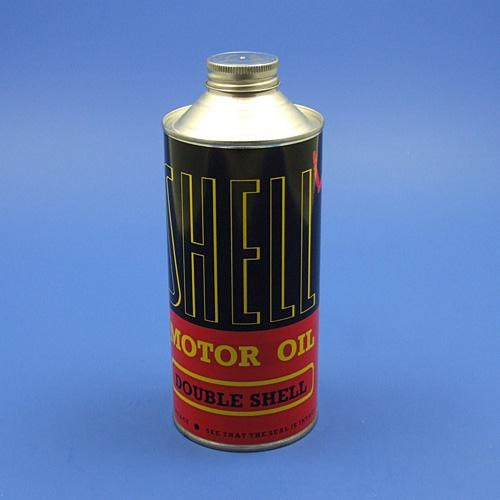 SHELL
MOTOR OIL
DOUBLE SHELL
● SEE THAT THE SEAL IS